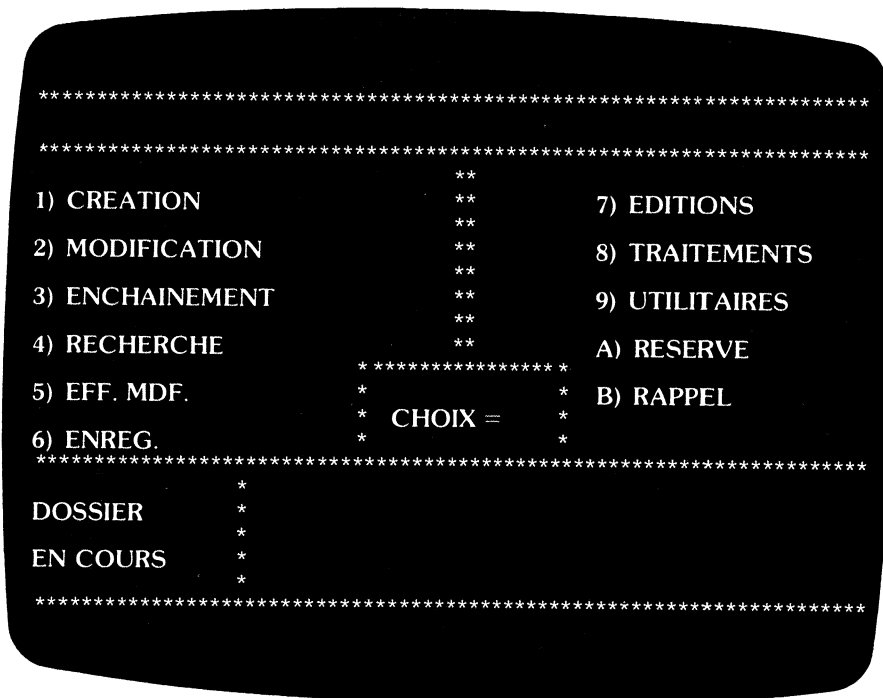 **********************************************************************
**********************************************************************
**
1) CREATION ** 7) EDITIONS
**
2) MODIFICATION ** 8) TRAITEMENTS
**
3) ENCHAINEMENT ** 9) UTILITAIRES
**
4) RECHERCHE ** A) RESERVE
* *************** *
5) EFF. MDF. * * B) RAPPEL
* CHOIX = *
6) ENREG. * *
**********************************************************************
*
DOSSIER *
*
EN COURS *
*
**********************************************************************